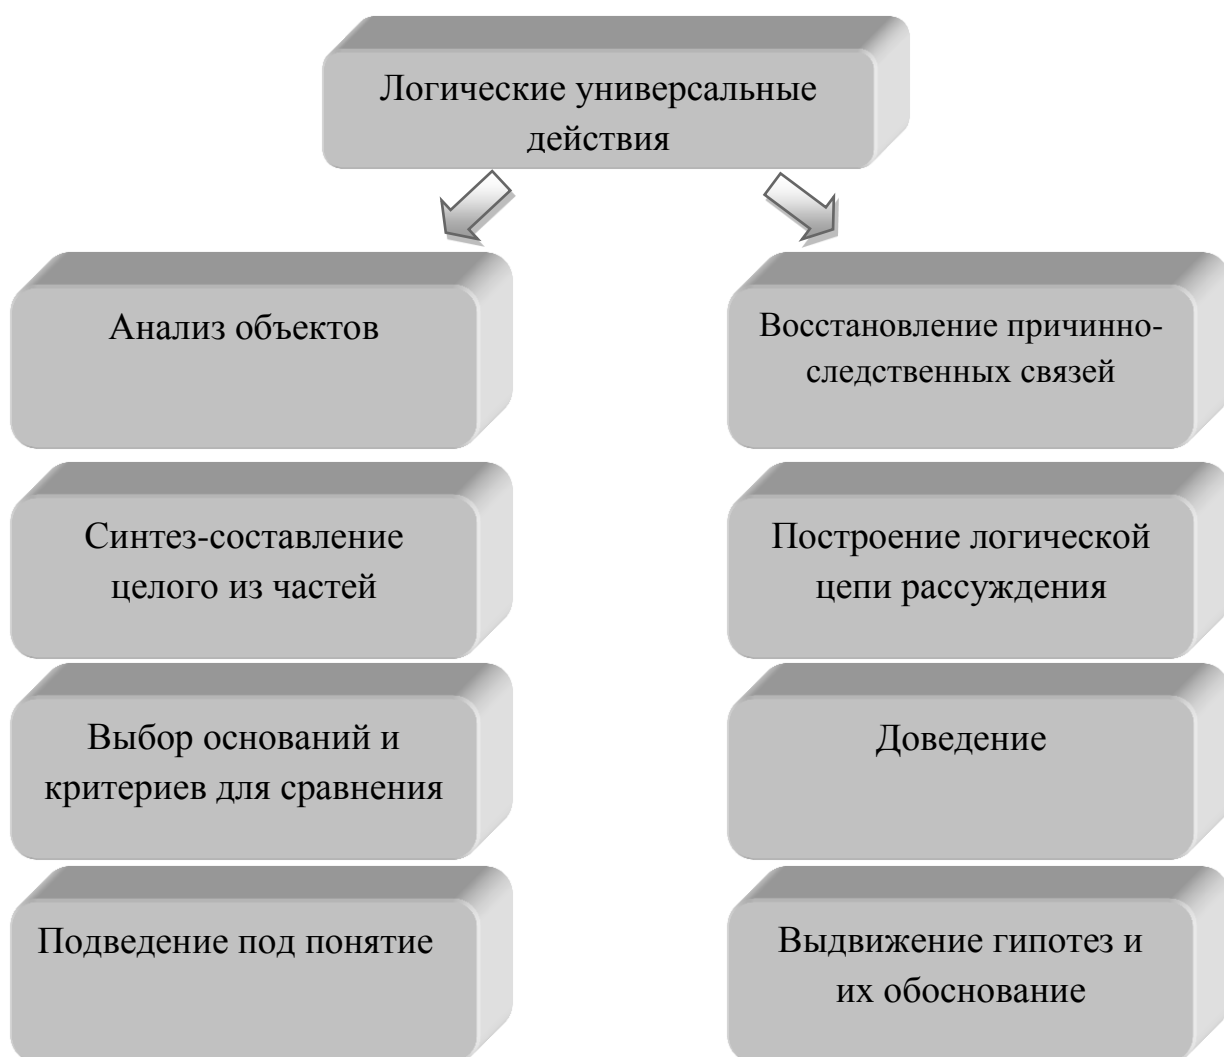 Логические универсальные
действия
Анализ объектов
Синтез-составление
целого из частей
Выбор оснований и
критериев для сравнения
Подведение под понятие
Восстановление причинно-
следственных связей
Построение логической
цепи рассуждения
Доведение
Выдвижение гипотез и
их обоснование